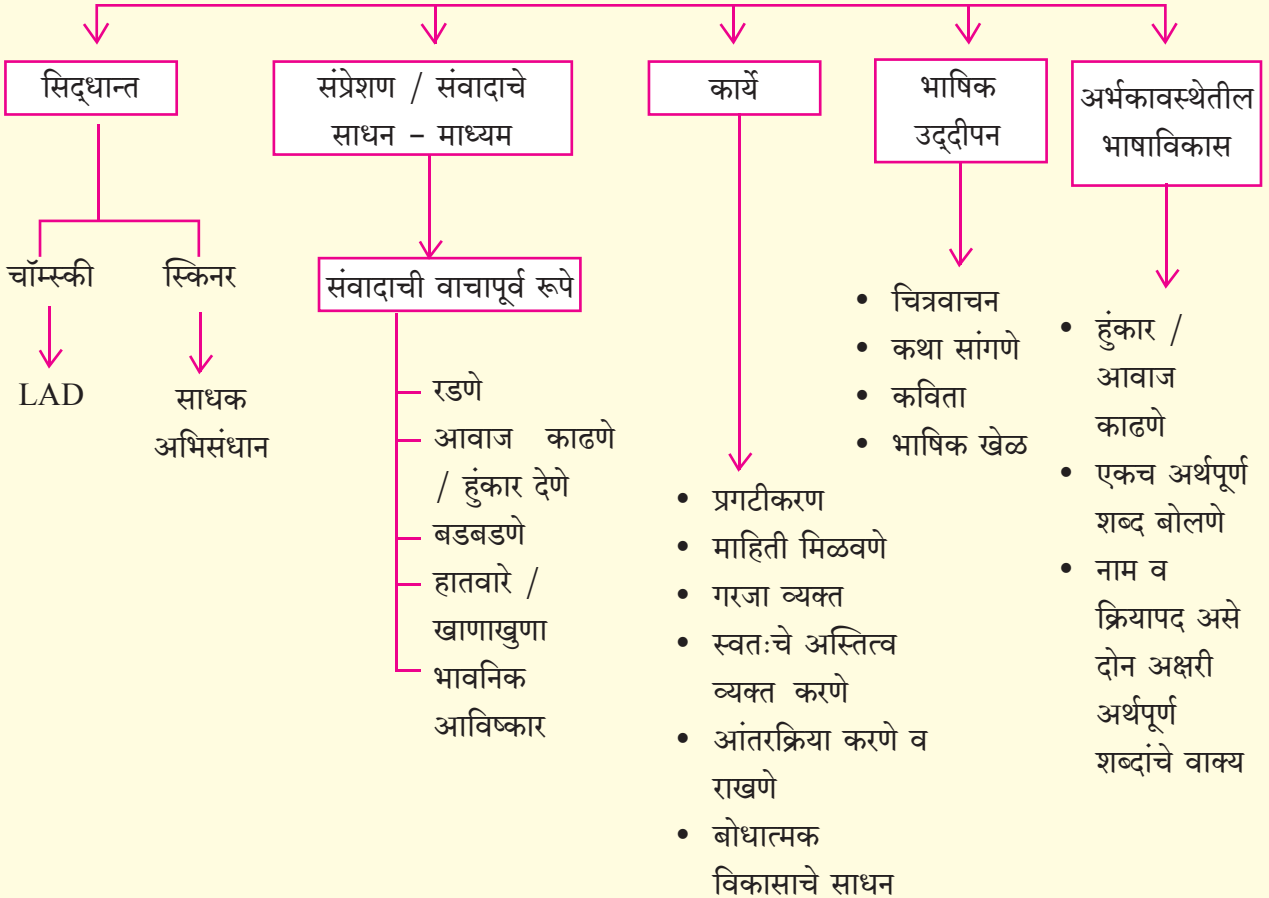 सिद्धान्त
चॉम्स्की
LAD
स्किनर
साधक
अभिसंधान
संप्रेशण / संवादाचे
साधन – माध्यम
संवादाची वाचापूर्व रूपे
रडणे
आवाज काढणे
/ हुंकार देणे
बडबडणे
हातवारे /
खाणाखुणा
भावनिक
आविष्कार
कार्ये
• प्रगटीकरण
• माहिती मिळवणे
• गरजा व्यक्त
• स्वतःचे अस्तित्व
व्यक्त करणे
• आंतरक्रिया करणे व
राखणे
• बोधात्मक
विकासाचे साधन
भाषिक
उद्दीपन
• चित्रवाचन
• कथा सांगणे
• कविता
• भाषिक खेळ
अर्भकावस्थेतील
भाषाविकास
• हुंकार /
आवाज
काढणे
• एकच अर्थपूर्ण
शब्द बोलणे
• नाम व
क्रियापद असे
दोन अक्षरी
अर्थपूर्ण
शब्दांचे वाक्य